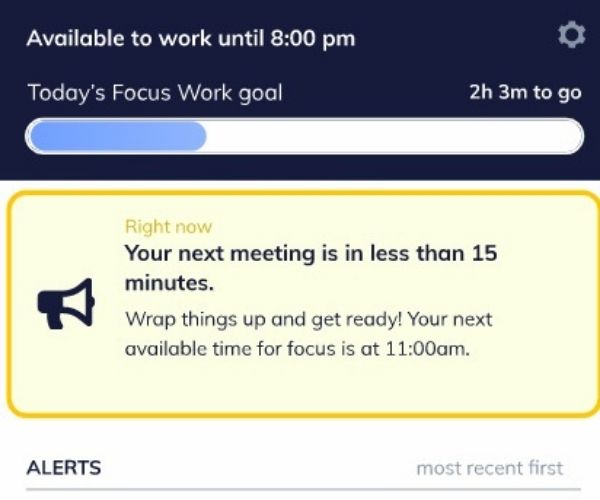 Available to work until 8:00 pm
Today's Focus Work goal
2h 3m to go
Right now
Your next meeting is in less than 15
minutes.
Wrap things up and get ready! Your next
available time for focus is at 11:00am.
ALERTS
most recent first